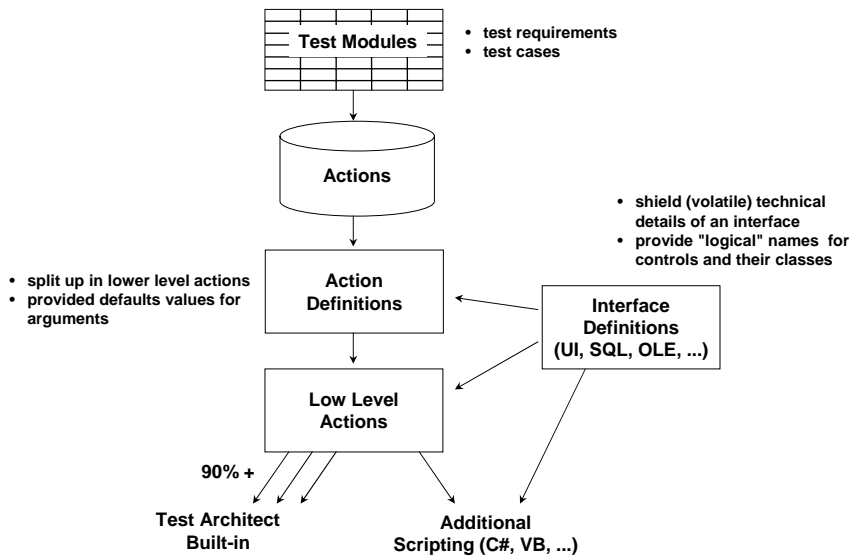 Test Modules
• test requirements
• test cases
Actions
• shield (volatile) technical
details of an interface
• provide "logical" names for
controls and their classes
• split up in lower level actions
• provided defaults values for
arguments
Action
Definitions
Interface
Definitions
(UI, SQL, OLE, ...)
Low Level
Actions
90% +
Test Architect
Built-in
Additional
Scripting (C#, VB, ...)